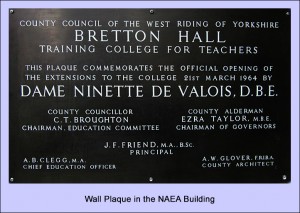 COUNTY COUNCIL OF THE WEST RIDING OF YORKSHIRE
BRETTON HALL
TRAINING COLLEGE FOR TEACHERS
THIS PLAQUE COMMEMORATES THE OFFICIAL OPENING OF
THE EXTENSIONS TO THE COLLEGE 21ST MARCH 1964 BY
DAME NINETTE DE VALOIS, D.B.E.
COUNTY COUNCILLOR
C.T. BROUGHTON
CHAIRMAN, EDUCATION COMMITTEE
COUNTY ALDERMAN
EZRA TAYLOR, M.B.E.
CHAIRMAN OF GOVERNORS
J.F. FRIEND, M.A., B.Sc.
PRINCIPAL
A.B. CLEGG, M.A.
CHIEF EDUCATION OFFICER
A.W. GLOVER, F.R.I.B.A.
COUNTY ARCHITECT
Wall Plaque in the NAEA Building